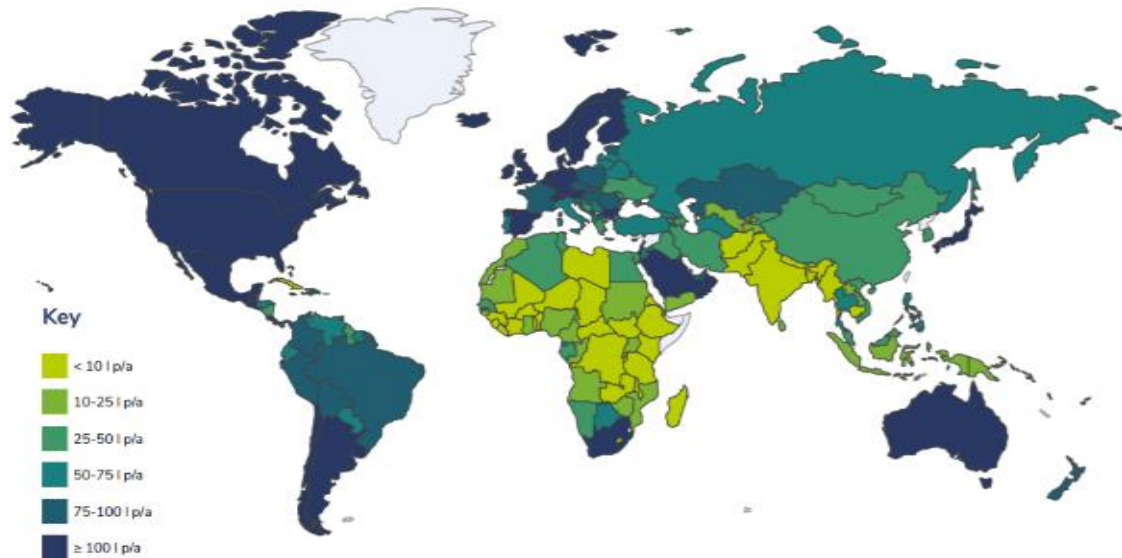 Key
< 10 l p/a
10-25 l p/a
25-50 l p/a
50-75 l p/a
75-100 l p/a
≥ 100 l p/a